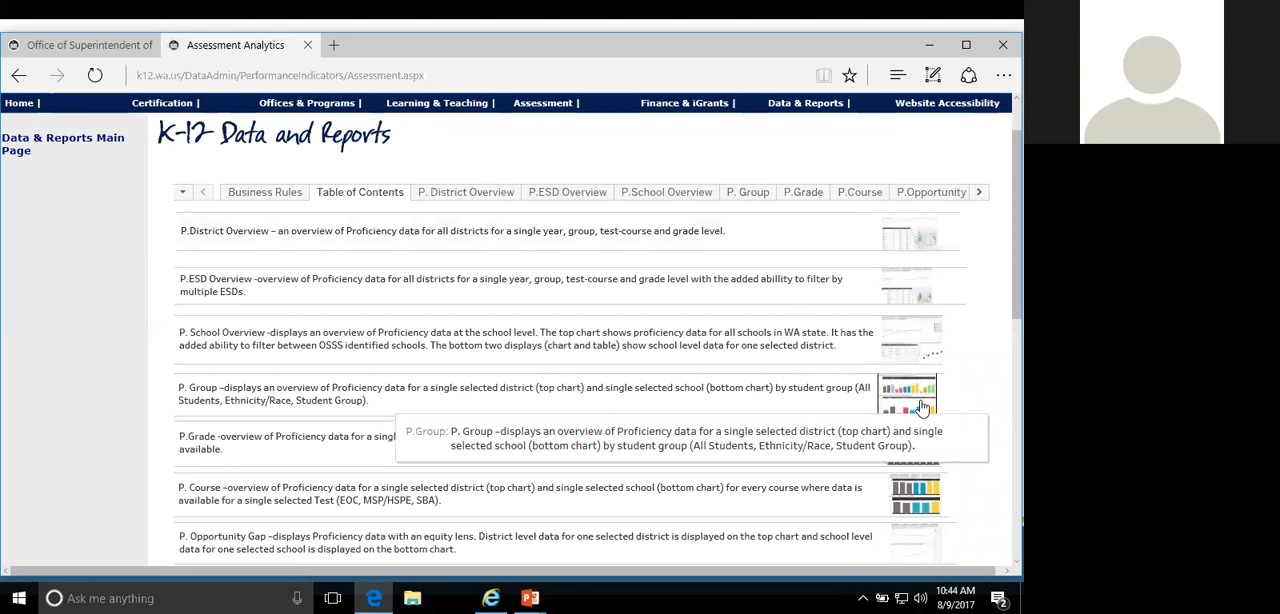 Office of Superintendent of
Assessment Analytics
k12.wa.us/DataAdmin/PerformanceIndicators/Assessment.aspx
Home |
Certification |
Offices & Programs |
Learning & Teaching |
Assessment |
Finance & iGrants |
Data & Reports |
Website Accessibility
Data & Reports Main
Page
K-12 Data and Reports
Business Rules
Table of Contents
P. District Overview
P.ESD Overview
P.School Overview
P. Group
P.Grade
P.Course
P.Opportunity
P.District Overview – an overview of Proficiency data for all districts for a single year, group, test-course and grade level.
P.ESD Overview -overview of Proficiency data for all districts for a single year, group, test-course and grade level with the added abillity to filter by
multiple ESDs.
P. School Overview -displays an overview of Proficiency data at the school level. The top chart shows proficiency data for all schools in WA state. It has the
added ability to filter between OSSS identified schools. The bottom two displays (chart and table) show school level data for one selected district.
P. Group –displays an overview of Proficiency data for a single selected district (top chart) and single selected school (bottom chart) by student group (All
Students, Ethnicity/Race, Student Group).
P.Group: P. Group –displays an overview of Proficiency data for a single selected district (top chart) and single
selected school (bottom chart) by student group (All Students, Ethnicity/Race, Student Group).
P.Grade -overview of Proficiency data for a singl
available.
P. Course -overview of Proficiency data for a single selected district (top chart) and single selected school (bottom chart) for every course where data is
available for a single selected Test (EOC, MSP/HSPE, SBA).
P. Opportunity Gap –displays Proficiency data with an equity lens. District level data for one selected district is displayed on the top chart and school level
data for one selected school is displayed on the bottom chart.
Ask me anything
10:44 AM
8/9/2017
2